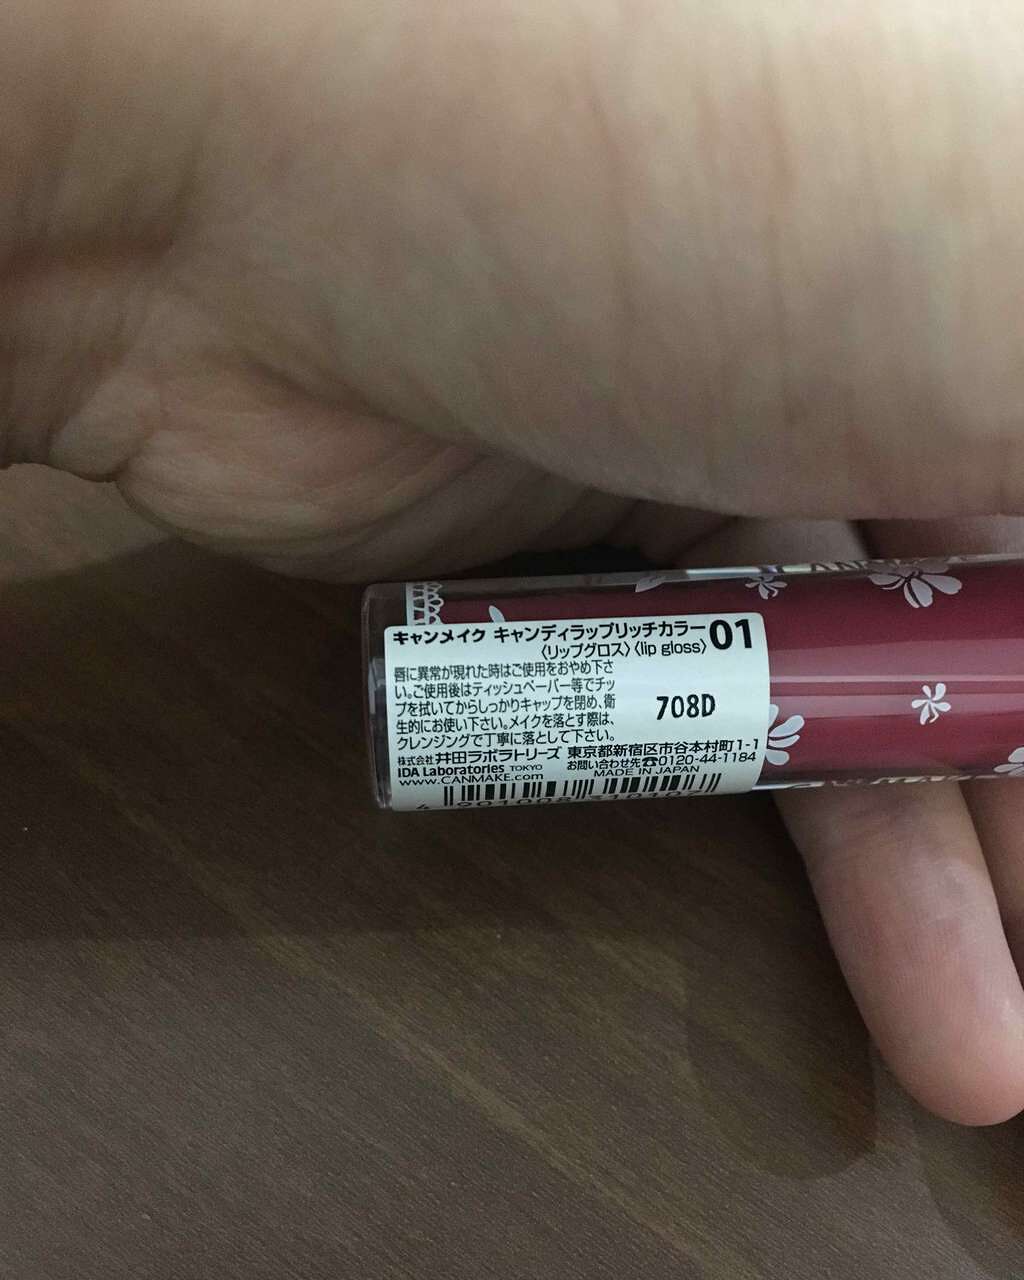 キャンメイク キャンディラップリッチカラー 01
〈リップグロス〉〈lip gloss〉
唇に異常が現れた時はご使用をおやめ下さ
い。ご使用後はティッシュペーパー等でチッ
プを拭いてからしっかりキャップを閉め、衛
生的にお使い下さい。メイクを落とす際は、
クレンジングで丁寧に落として下さい。
708D
株式会社 井田ラボラトリーズ 東京都新宿区市谷本村町1-1
IDA Laboratories TOKYO お問い合わせ先☎0120-44-1184
www.CANMAKE.com MADE IN JAPAN